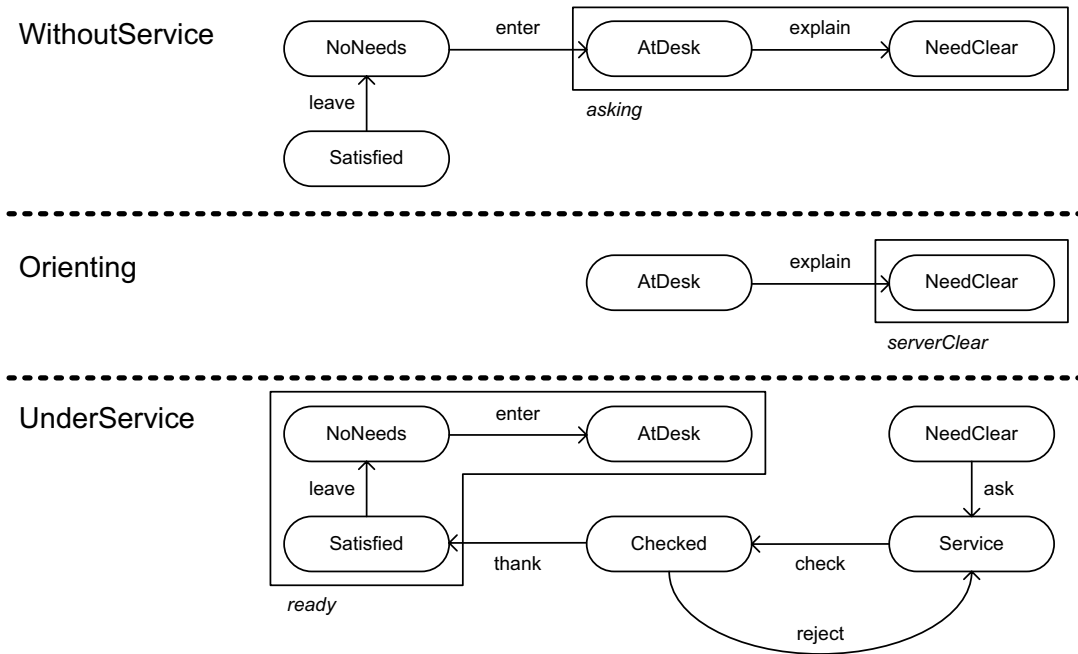 WithoutService
NoNeeds
enter
AtDesk
explain
NeedClear
leave
asking
Satisfied
Orienting
AtDesk
explain
NeedClear
serverClear
UnderService
NoNeeds
enter
AtDesk
NeedClear
leave
ask
Satisfied
thank
Checked
check
Service
ready
reject